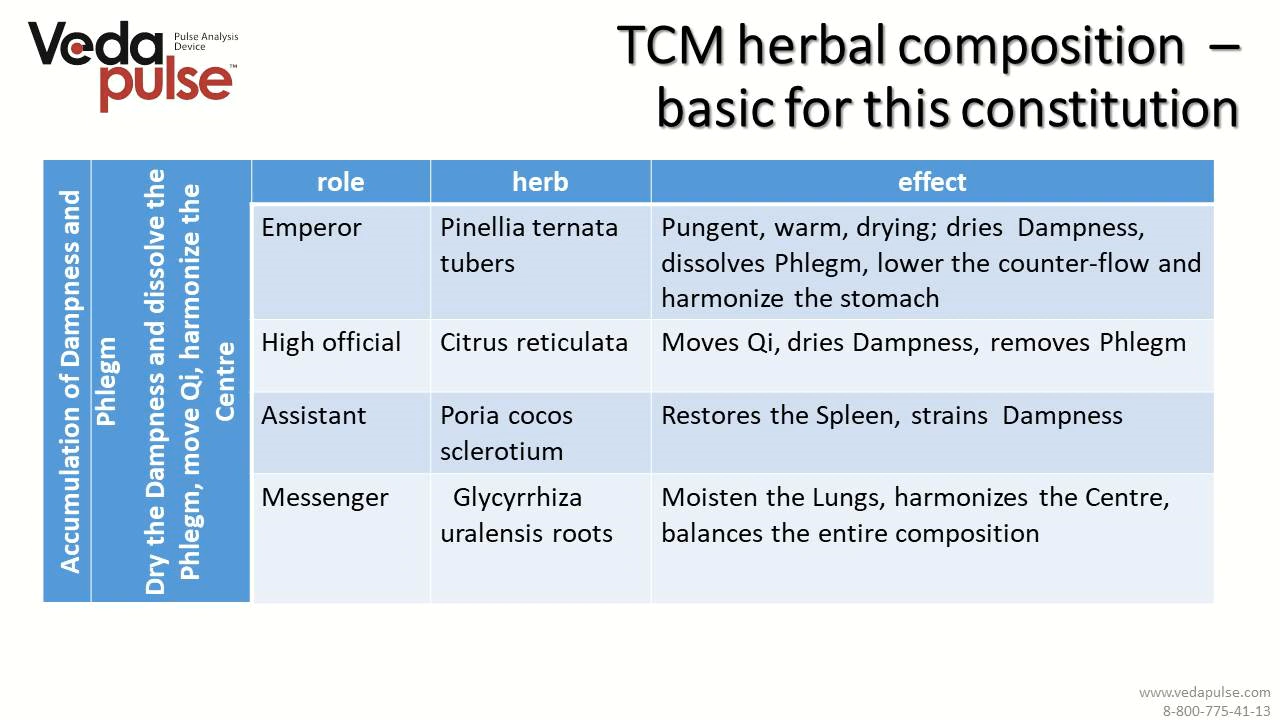 Veda
pulse™
Pulse Analysis
Device
TCM herbal composition –
basic for this constitution
Accumulation of Dampness and
Phlegm
Dry the Dampness and dissolve the
Phlegm, move Qi, harmonize the
Centre
role
herb
effect
Emperor
Pinellia ternata
tubers
Pungent, warm, drying; dries Dampness,
dissolves Phlegm, lower the counter-flow and
harmonize the stomach
High official
Citrus reticulata
Moves Qi, dries Dampness, removes Phlegm
Assistant
Poria cocos
sclerotium
Restores the Spleen, strains Dampness
Messenger
Glycyrrhiza
uralensis roots
Moisten the Lungs, harmonizes the Centre,
balances the entire composition
www.vedapulse.com
8-800-775-41-13